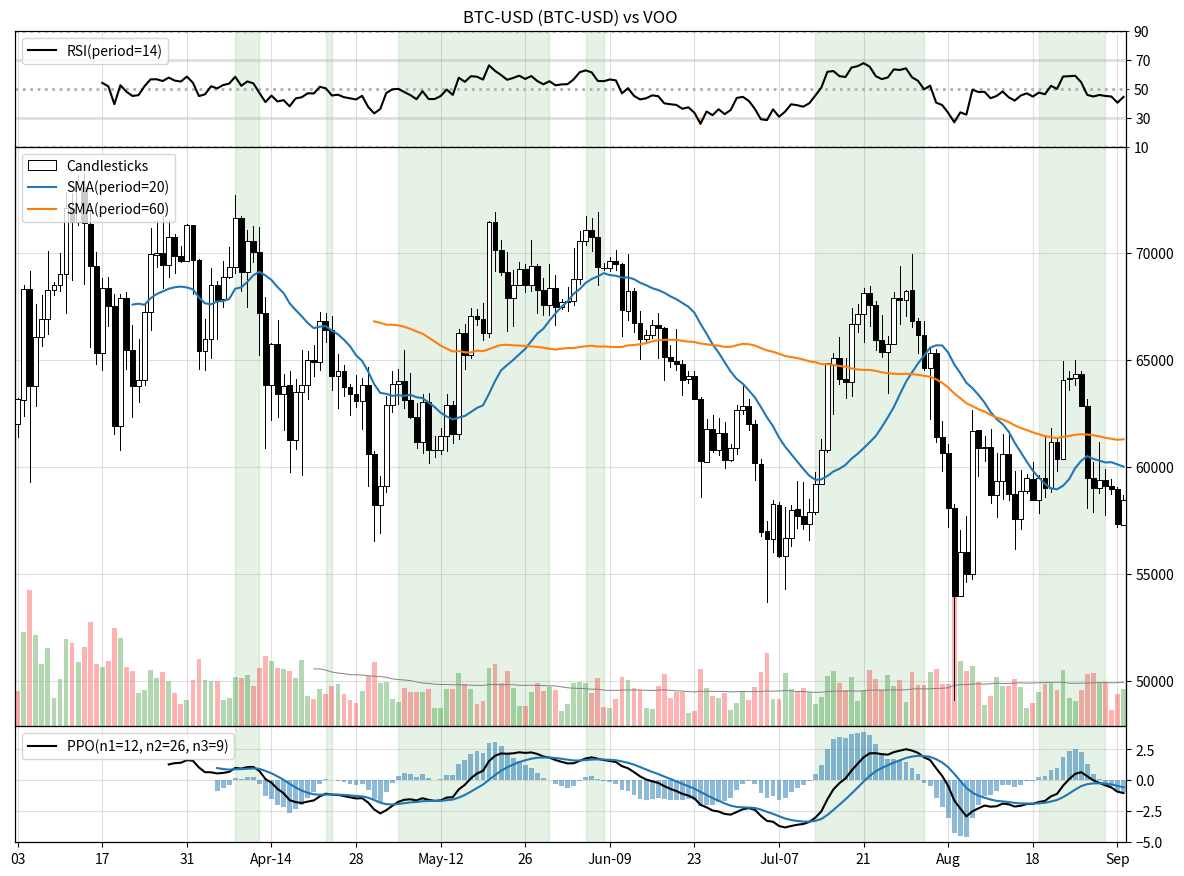 BTC-USD (BTC-USD) vs VOO
RSI(period=14)
90
70
50
30
10
Candlesticks
SMA(period=20)
SMA(period=60)
70000
65000
60000
55000
50000
PPO(n1=12, n2=26, n3=9)
2.5
0.0
−2.5
−5.0
03 17 31 Apr-14 28 May-12 26 Jun-09 23 Jul-07 21 Aug 18 Sep